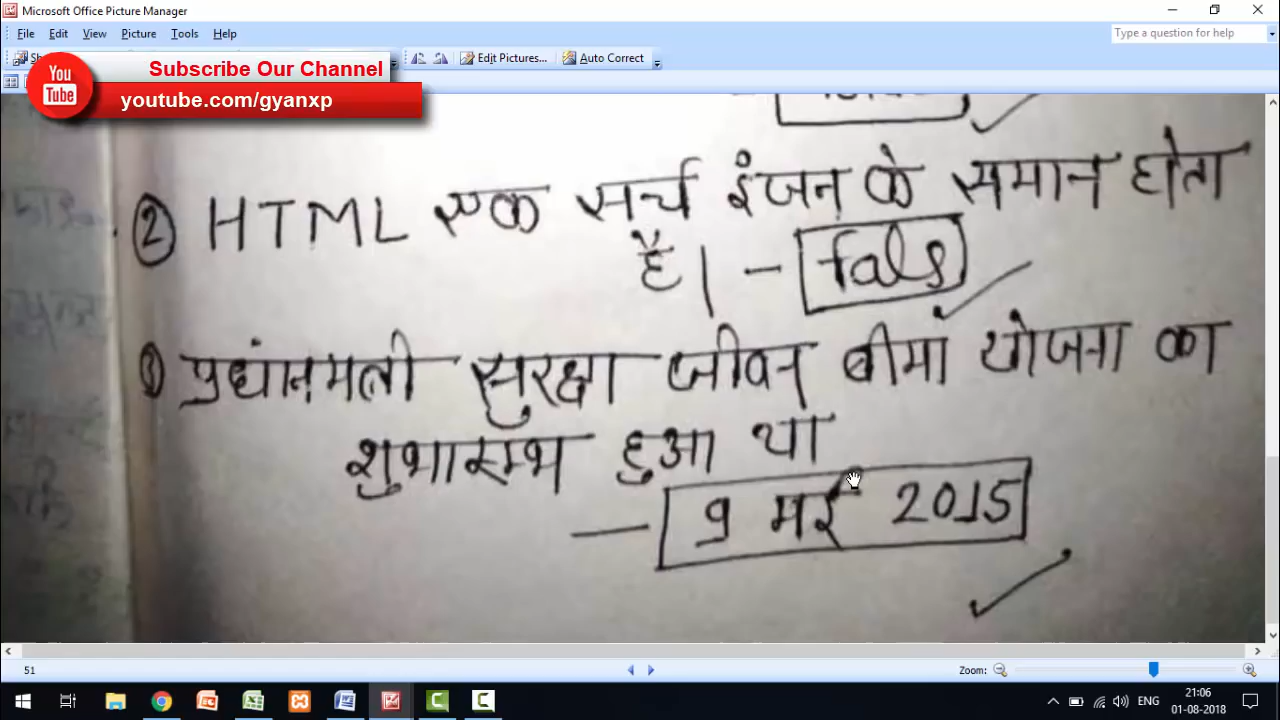 Microsoft Office Picture Manager
File Edit View Picture Tools Help
Type a question for help
Edit Pictures... Auto Correct
You Tube
Subscribe Our Channel
youtube.com/gyanxp
② HTML एक सर्च इंजन के समान होता
है। - fals
① प्रधानमंत्री सुरक्षा जीवन बीमा योजना का
शुभारम्भ हुआ था
- 9 मई 2015
51
Zoom:
ENG
21:06
01-08-2018